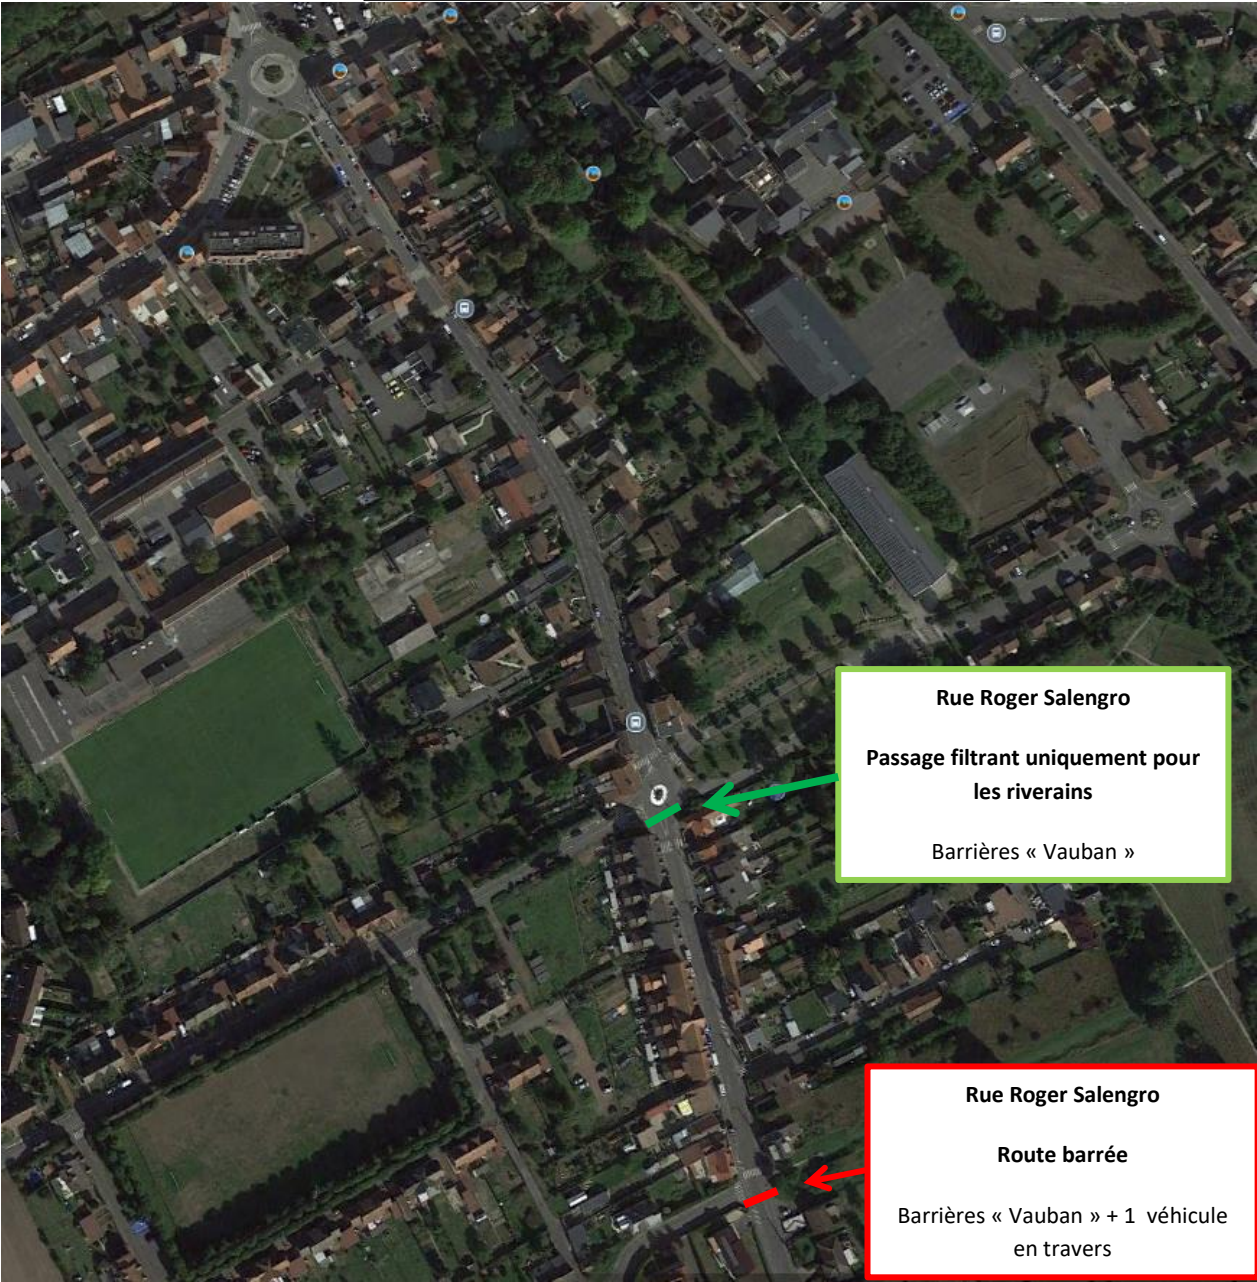 Rue Roger Salengro
Passage filtrant uniquement pour
les riverains
Barrières « Vauban »
Rue Roger Salengro
Route barrée
Barrières « Vauban » + 1 véhicule
en travers